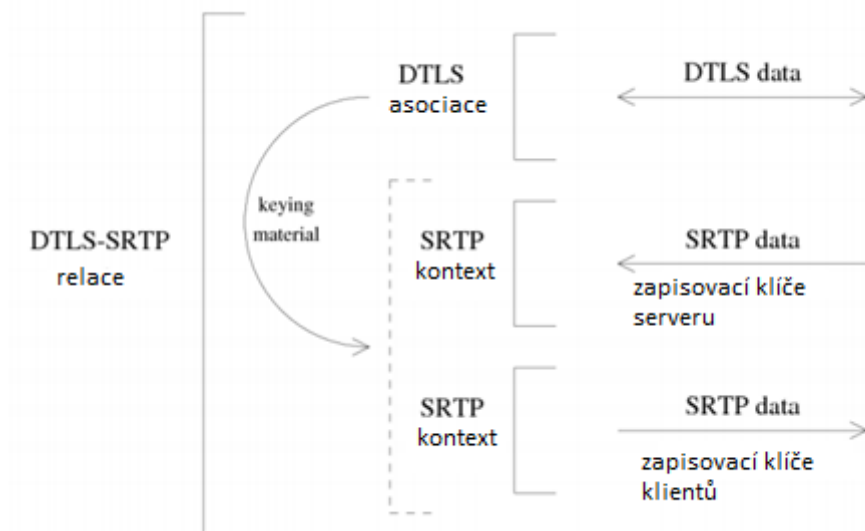 DTLS
asociace
DTLS data
keying
material
DTLS-SRTP
relace
SRTP
kontext
SRTP data
zapisovací klíče
serveru
SRTP
kontext
SRTP data
zapisovací klíče
klientů